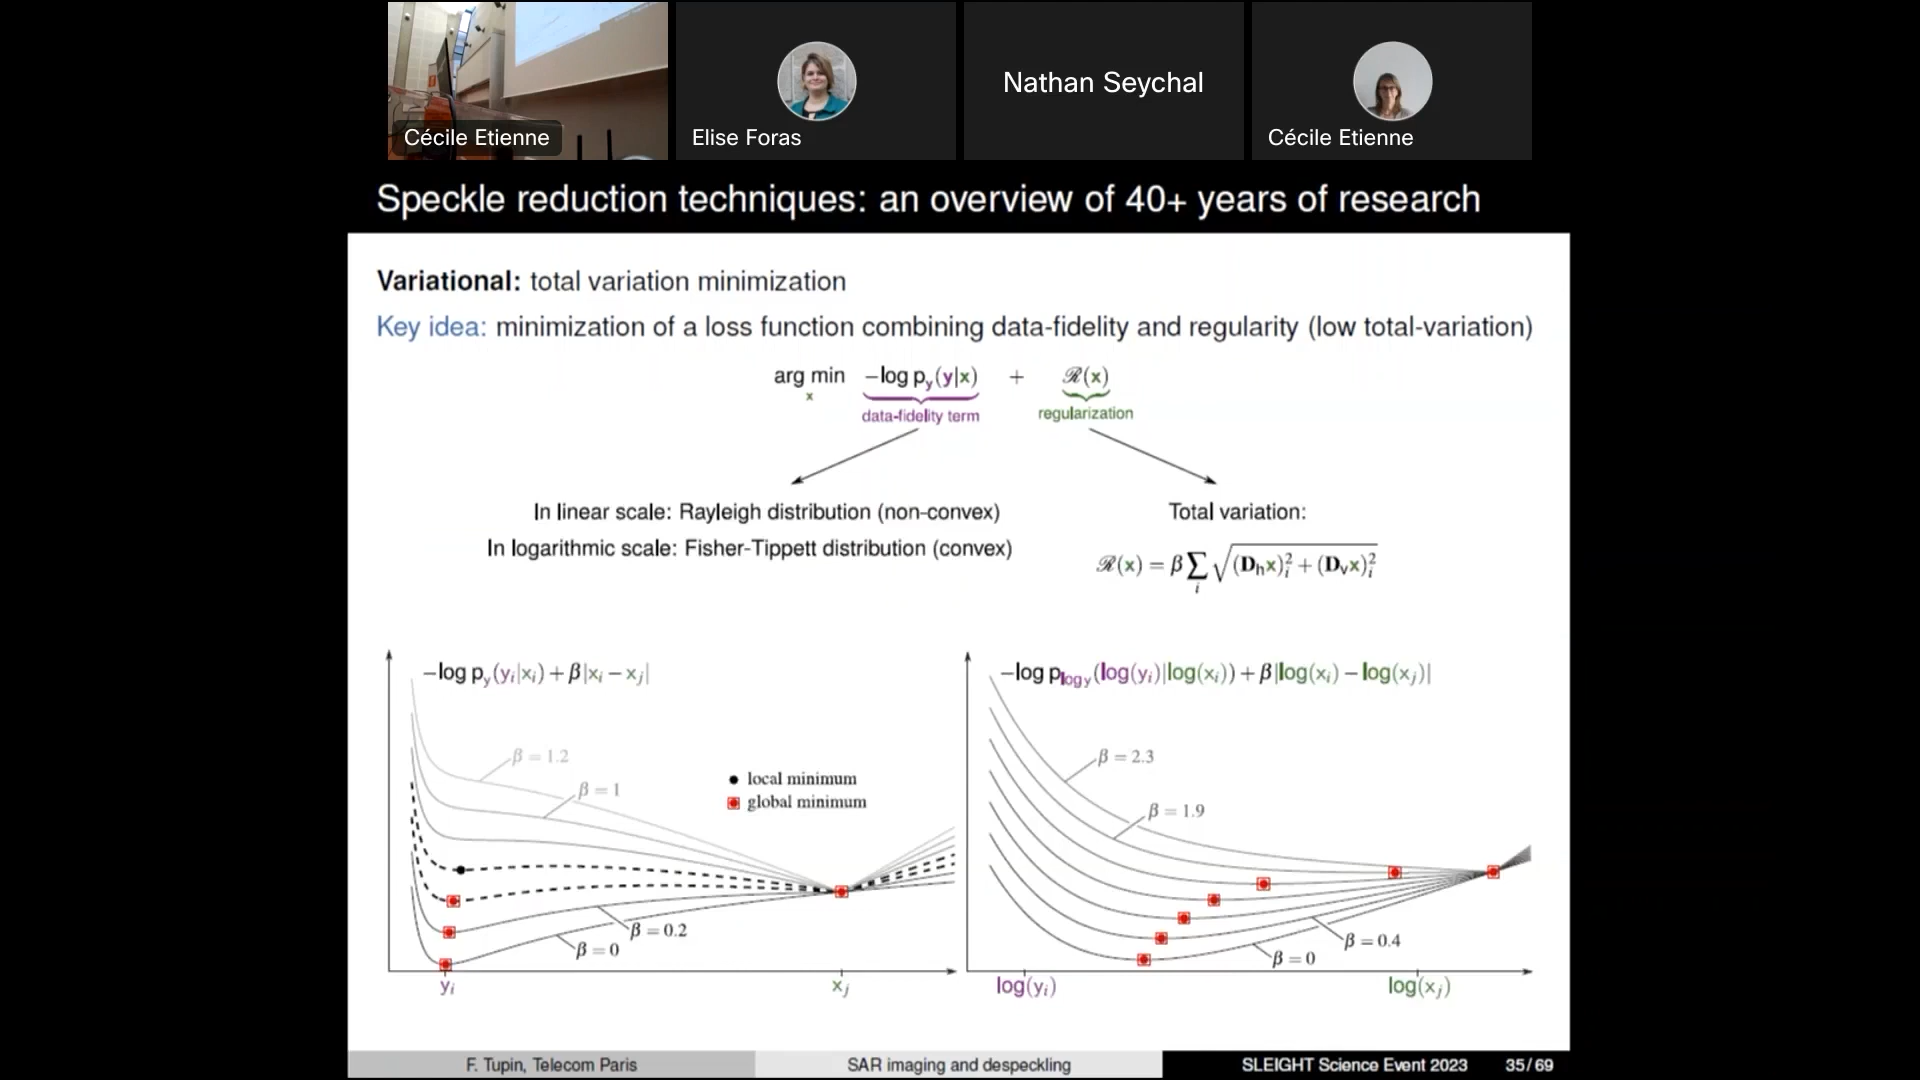 Cécile Etienne
Elise Foras
Nathan Seychal
Cécile Etienne
Speckle reduction techniques: an overview of 40+ years of research
Variational: total variation minimization
Key idea: minimization of a loss function combining data-fidelity and regularity (low total-variation)
arg min −log p_y(y|x) + ℛ(x)
x
data-fidelity term
regularization
In linear scale: Rayleigh distribution (non-convex)
In logarithmic scale: Fisher-Tippett distribution (convex)
Total variation:
ℛ(x) = β∑_i √((D_h x)_i^2 + (D_v x)_i^2)
−log p_y(y_i|x_i) + β|x_i − x_j|
β = 1.2
β = 1
local minimum
global minimum
β = 0.2
β = 0
y_i
x_j
−log p_log y(log(y_i)|log(x_i)) + β|log(x_i) − log(x_j)|
β = 2.3
β = 1.9
β = 0.4
β = 0
log(y_i)
log(x_j)
F. Tupin, Telecom Paris
SAR imaging and despeckling
SLEIGHT Science Event 2023
35/69